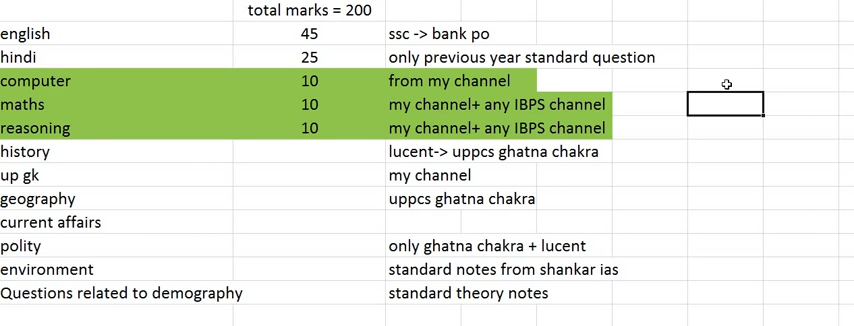 total marks = 200
english 45 ssc -> bank po
hindi 25 only previous year standard question
computer 10 from my channel
maths 10 my channel+ any IBPS channel
reasoning 10 my channel+ any IBPS channel
history lucent-> uppcs ghatna chakra
up gk my channel
geography uppcs ghatna chakra
current affairs
polity only ghatna chakra + lucent
environment standard notes from shankar ias
Questions related to demography standard theory notes